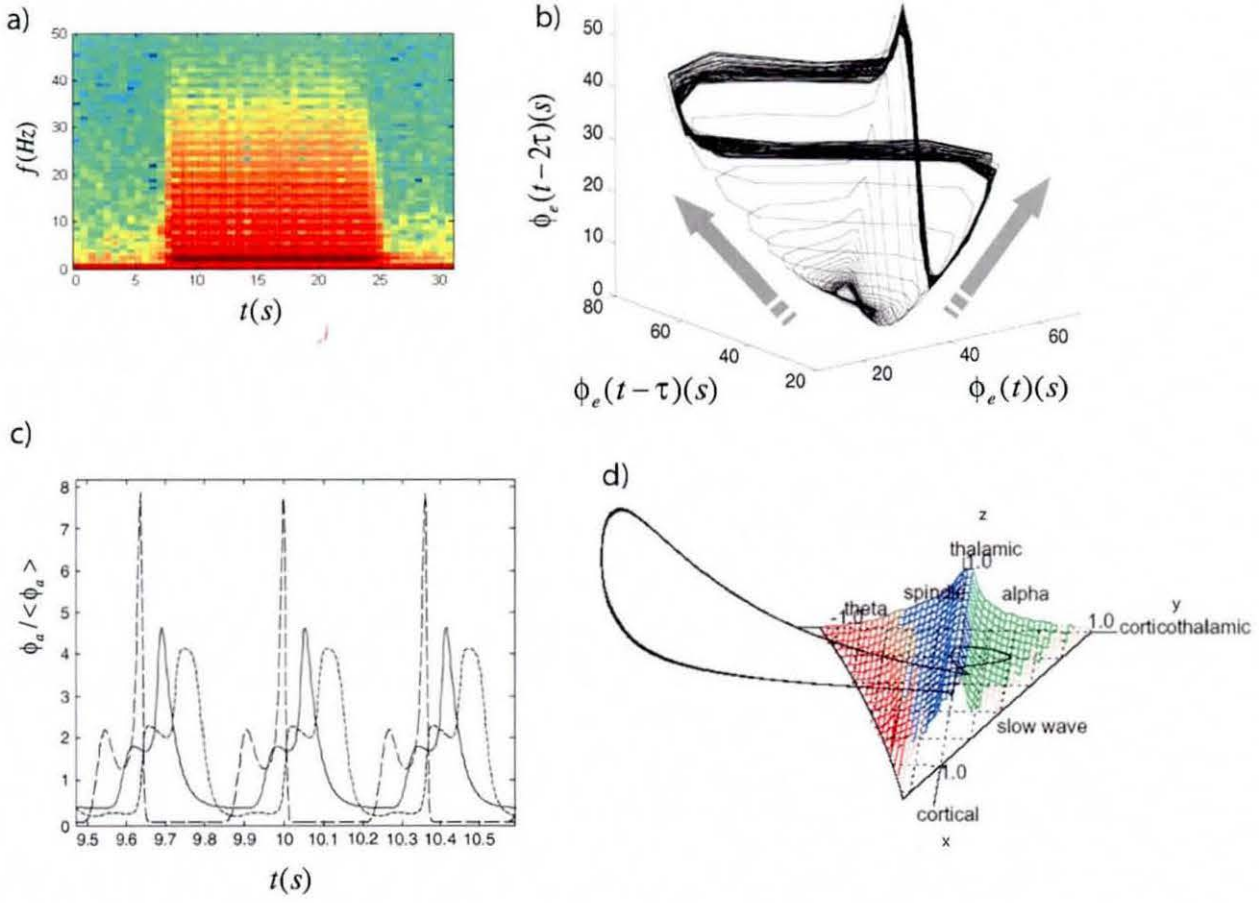 a)
50
40
30
20
10
0
f(Hz)
0 5 10 15 20 25 30
t(s)
b)
50
40
30
20
10
0
ϕe(t−2τ)(s)
80
60
40
20
ϕe(t−τ)(s)
20
40
60
ϕe(t)(s)
c)
8
7
6
5
4
3
2
1
0
ϕa/<ϕa>
9.5 9.6 9.7 9.8 9.9 10 10.1 10.2 10.3 10.4 10.5
t(s)
d)
z
thalamic
1.0
theta spindle alpha
-1.0
y
1.0 corticothalamic
slow wave
1.0
cortical
x